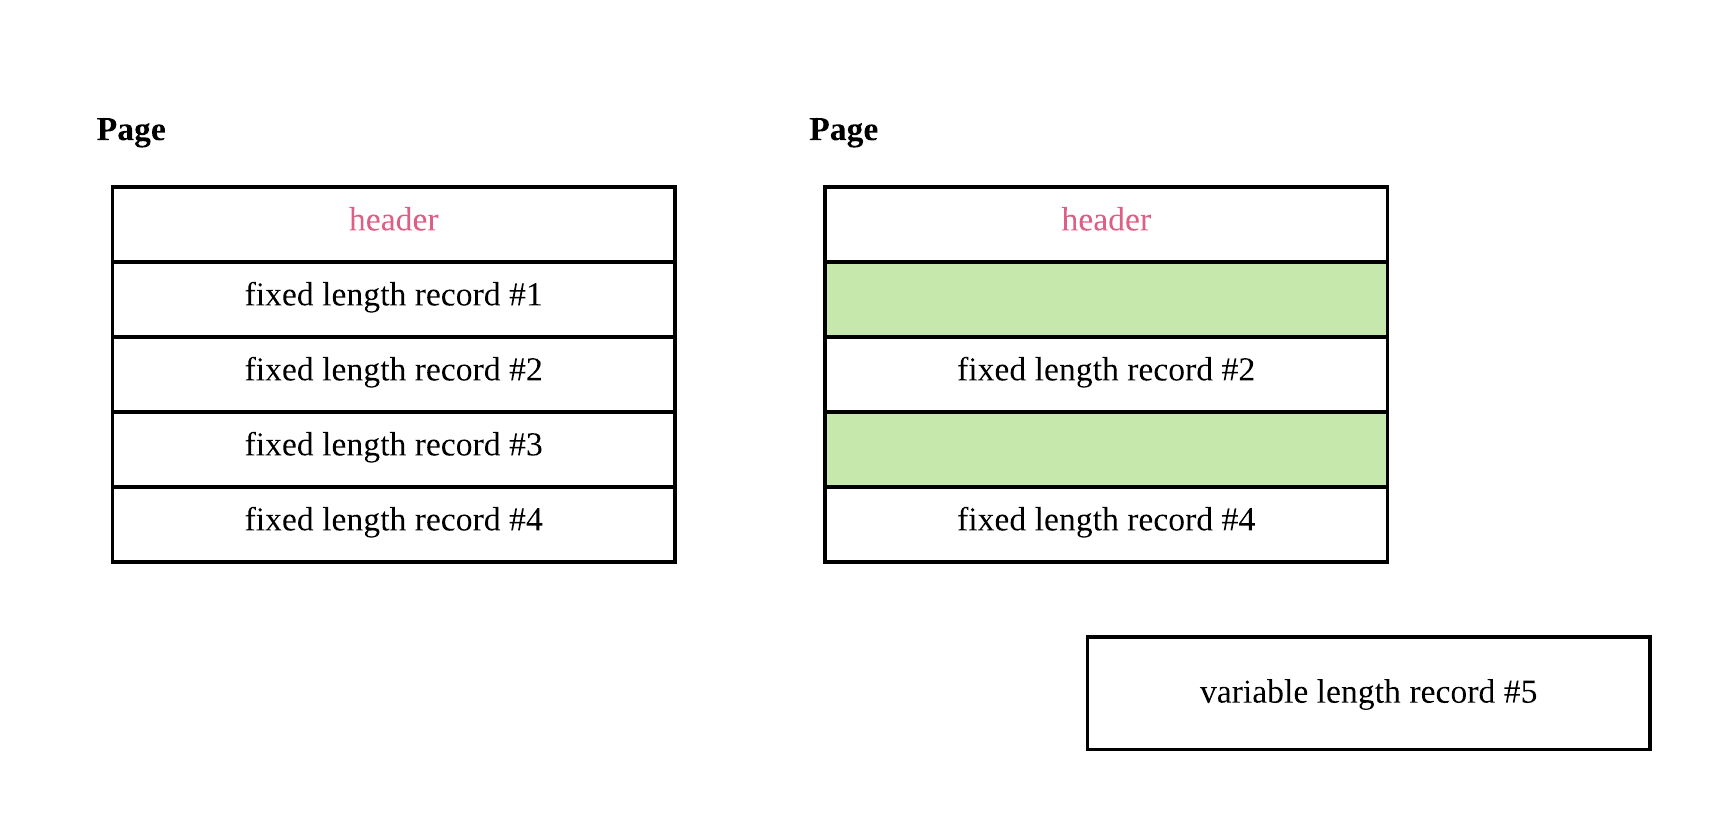 Page
header
fixed length record #1
fixed length record #2
fixed length record #3
fixed length record #4
Page
header
fixed length record #2
fixed length record #4
variable length record #5